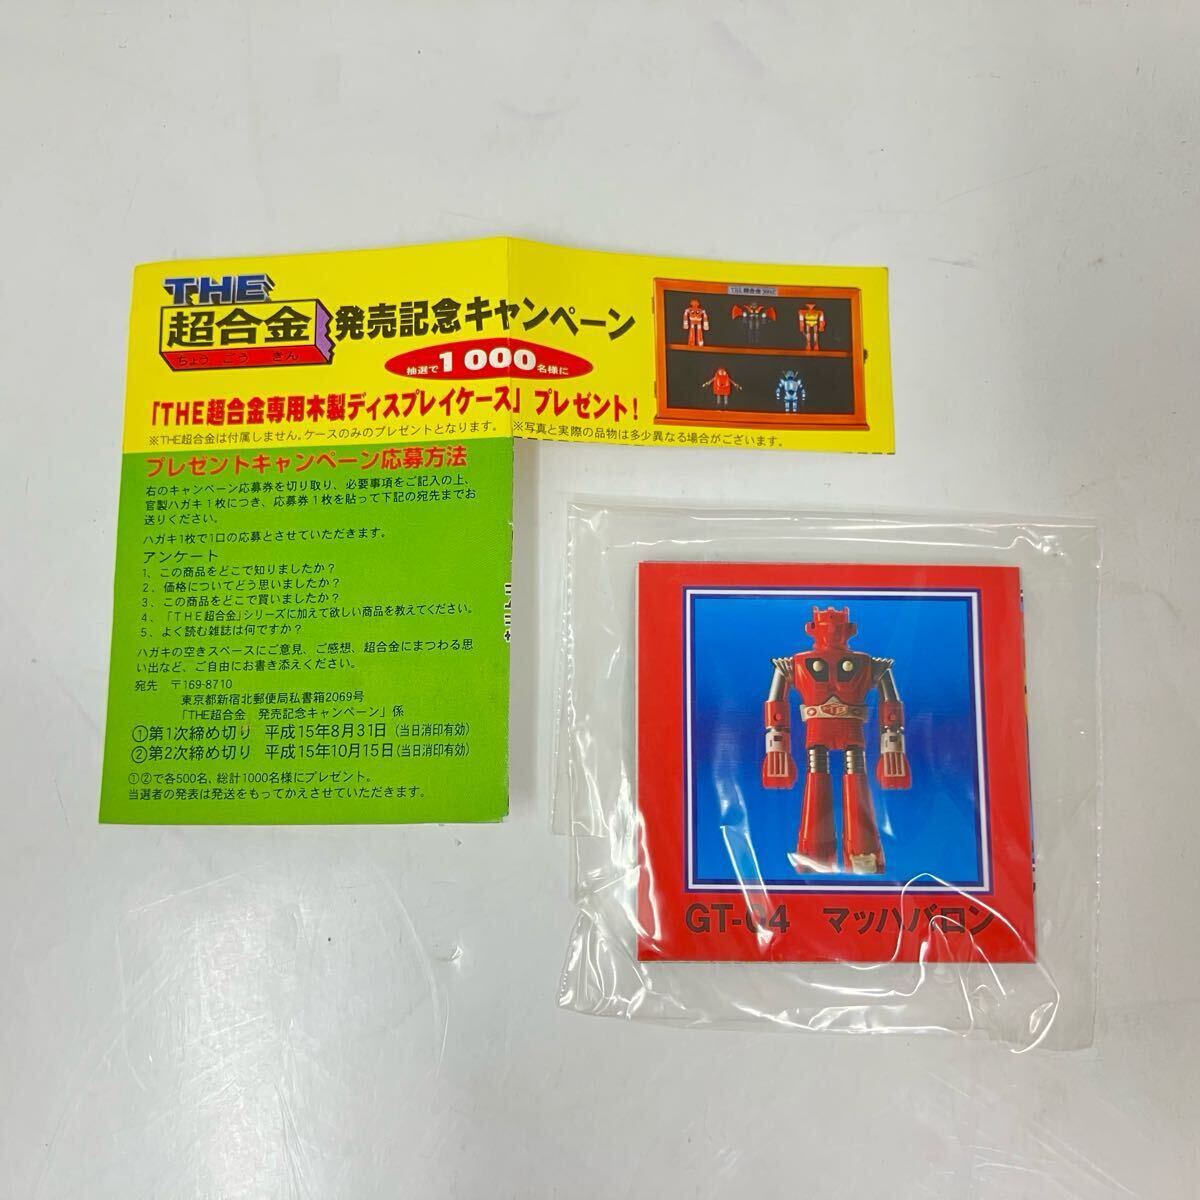 THE
超合金
ちょう ごう きん
発売記念キャンペーン
抽選で1000名様に
「THE超合金専用木製ディスプレイケース」プレゼント!
※THE超合金は付属しません。ケースのみのプレゼントとなります。 ※写真と実際の品物は多少異なる場合がございます。
プレゼントキャンペーン応募方法
右のキャンペーン応募券を切り取り、必要事項をご記入の上、
官製ハガキ1枚につき、応募券1枚を貼って下記の宛先までお
送りください。
ハガキ1枚で1口の応募とさせていただきます。
アンケート
1、この商品をどこで知りましたか?
2、価格についてどう思いましたか?
3、この商品をどこで買いましたか?
4、「THE超合金」シリーズに加えて欲しい商品を教えてください。
5、よく読む雑誌は何ですか?
ハガキの空きスペースにご意見、ご感想、超合金にまつわる思
い出など、ご自由にお書き添えください。
宛先 〒169-8710
東京都新宿北郵便局私書箱2069号
「THE超合金 発売記念キャンペーン」係
①第1次締め切り 平成15年8月31日(当日消印有効)
②第2次締め切り 平成15年10月15日(当日消印有効)
①②で各500名、総計1000名様にプレゼント。
当選者の発表は発送をもってかえさせていただきます。
GT-04 マッハバロン